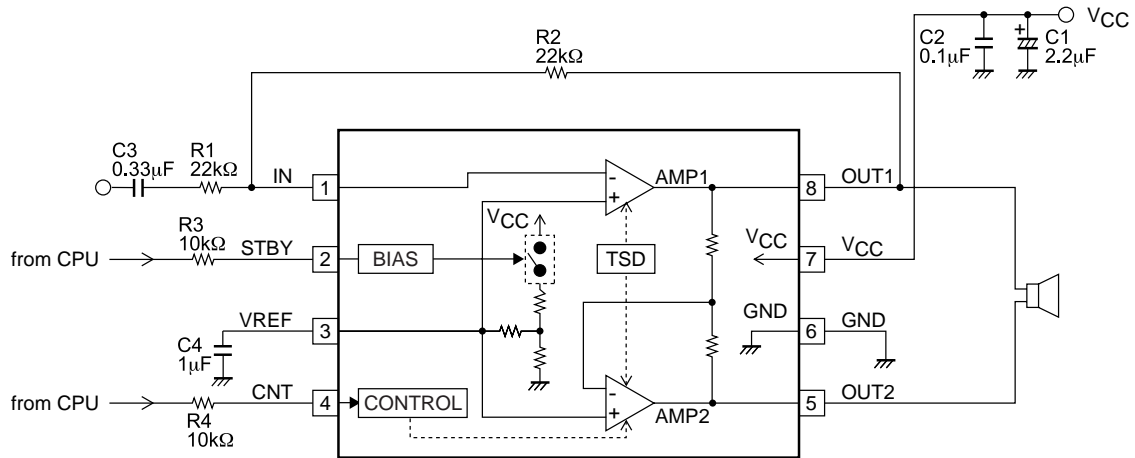 VCC
C2
0.1μF
+
C1
2.2μF
R2
22kΩ
C3
0.33μF
R1
22kΩ
IN
1
-
+
AMP1
8
OUT1
from CPU
R3
10kΩ
STBY
2
BIAS
VCC
TSD
VCC
7
VCC
VREF
3
C4
1μF
GND
6
GND
from CPU
R4
10kΩ
CNT
4
CONTROL
-
+
AMP2
5
OUT2